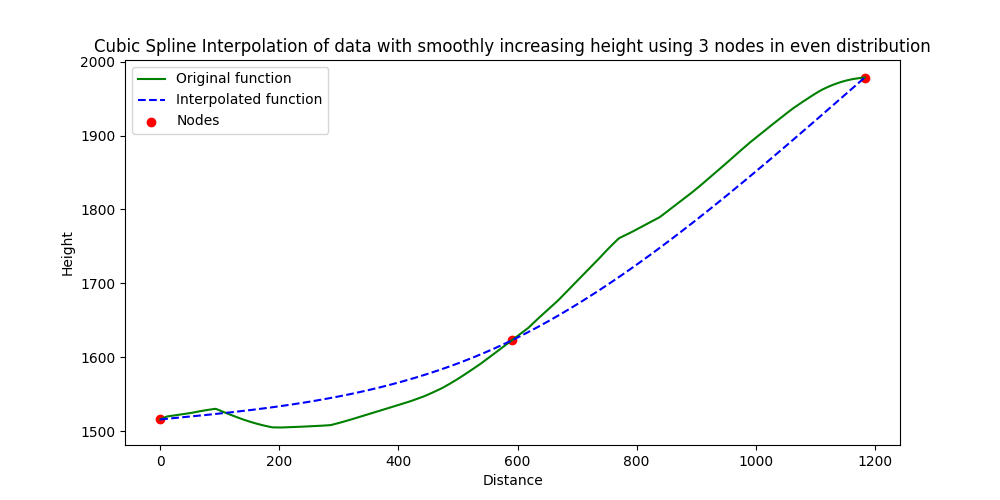 Cubic Spline Interpolation of data with smoothly increasing height using 3 nodes in even distribution
Original function
Interpolated function
Nodes
2000
1900
1800
1700
1600
1500
Height
0 200 400 600 800 1000 1200
Distance